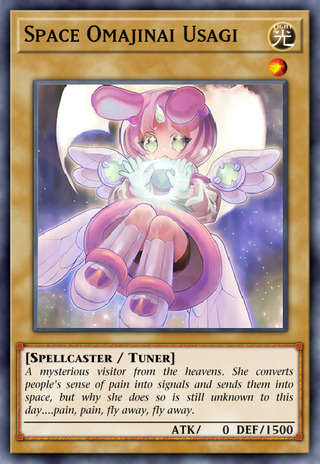 Space Omajinai Usagi
LIGHT
光
[Spellcaster / Tuner]
A mysterious visitor from the heavens. She converts
people's sense of pain into signals and sends them into
space, but why she does so is still unknown to this
day....pain, pain, fly away, fly away.
ATK/ 0 DEF/1500